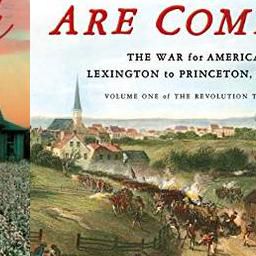 ARE COM
THE WAR for AMERICA
LEXINGTON to PRINCETON,
VOLUME ONE of THE REVOLUTION T